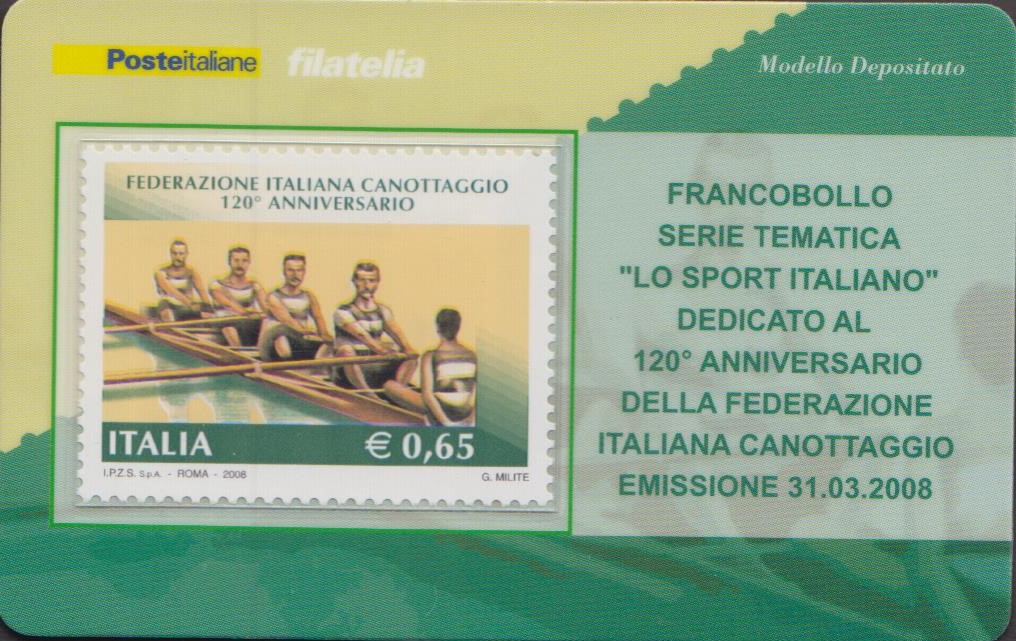 Posteitaliane filatelia
Modello Depositato
FEDERAZIONE ITALIANA CANOTTAGGIO
120° ANNIVERSARIO
ITALIA € 0,65
I.P.Z.S. S.p.A. - ROMA - 2008
G. MILITE
FRANCOBOLLO
SERIE TEMATICA
"LO SPORT ITALIANO"
DEDICATO AL
120° ANNIVERSARIO
DELLA FEDERAZIONE
ITALIANA CANOTTAGGIO
EMISSIONE 31.03.2008